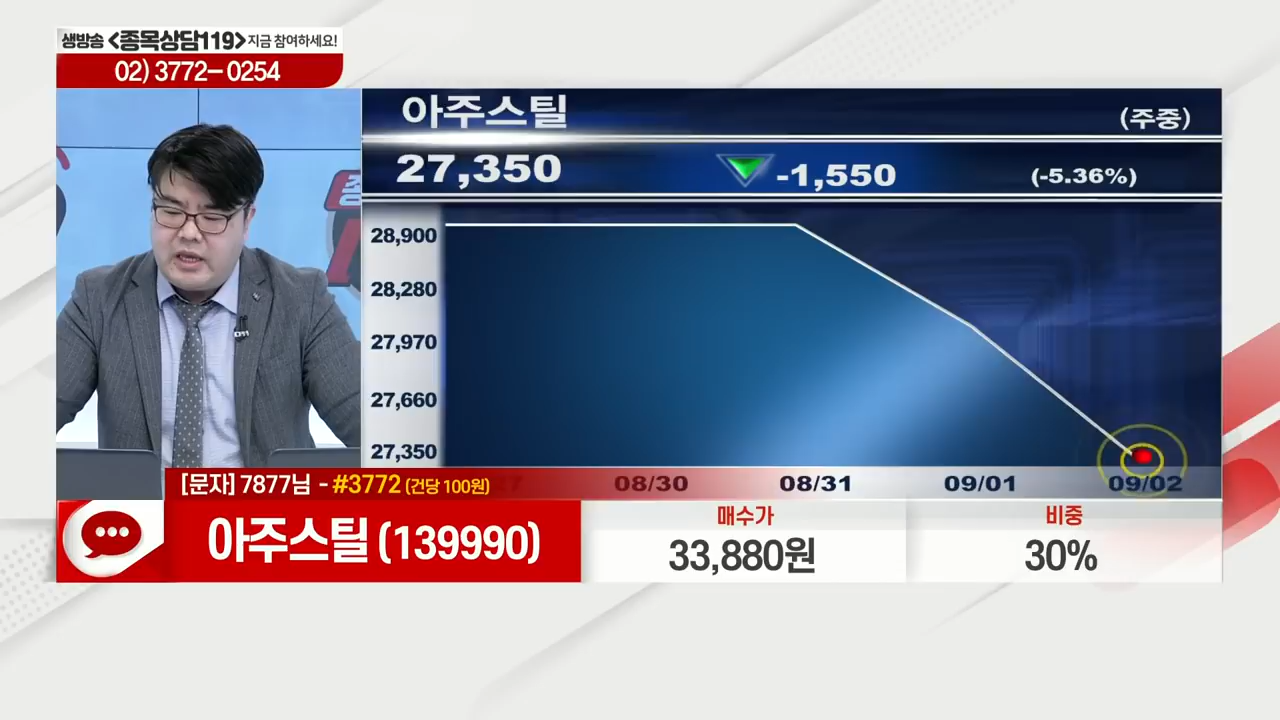 생방송 <종목상담119> 지금 참여하세요!
02) 3772-0254
아주스틸
(주중)
27,350
-1,550
(-5.36%)
28,900
28,280
27,970
27,660
27,350
08/30
08/31
09/01
09/02
[문자] 7877님 - #3772 (건당 100원)
아주스틸 (139990)
매수가
33,880원
비중
30%